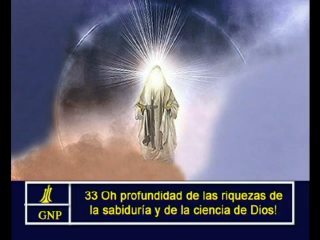 33 Oh profundidad de las riquezas de
la sabiduría y de la ciencia de Dios!
GNP